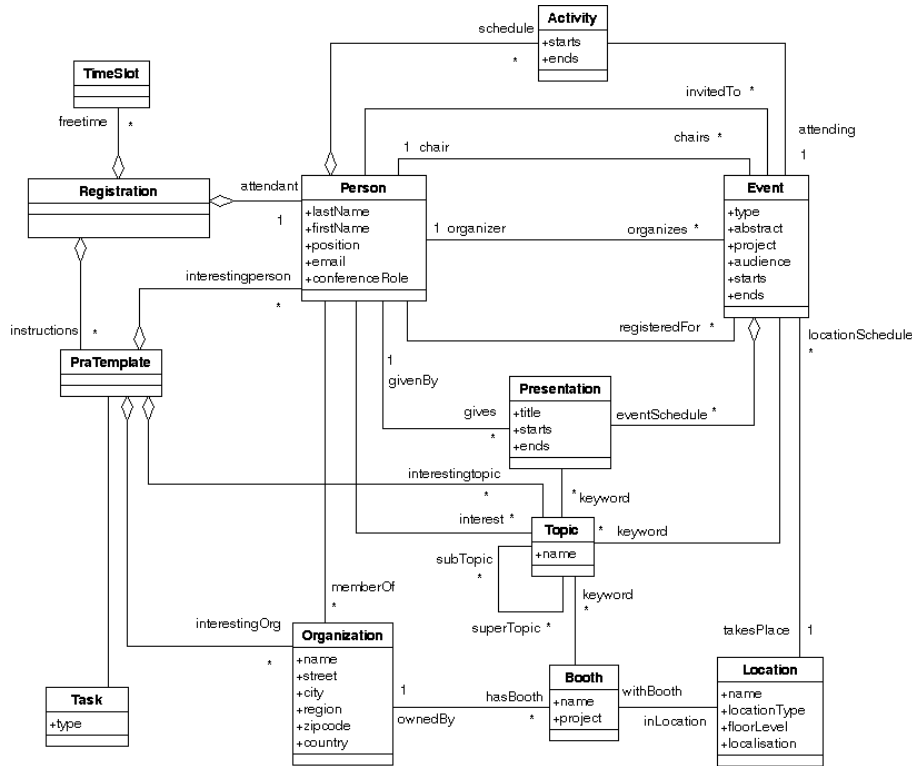 schedule
*
Activity
+starts
+ends
TimeSlot
freetime *
invitedTo *
attending
1
1 chair
chairs *
Registration
attendant
1
Person
+lastName
+firstName
+position
+email
+conferenceRole
Event
+type
+abstract
+project
+audience
+starts
+ends
1 organizer
organizes *
interestingperson
*
instructions *
registeredFor *
locationSchedule
*
PraTemplate
1
givenBy
gives
*
Presentation
+title
+starts
+ends
eventSchedule *
interestingtopic
*
* keyword
interest *
Topic
+name
* keyword
subTopic
*
superTopic *
keyword
*
memberOf
*
interestingOrg
*
takesPlace 1
Organization
+name
+street
+city
+region
+zipcode
+country
1
ownedBy
hasBooth
*
Booth
+name
+project
withBooth
inLocation
Location
+name
+locationType
+floorLevel
+localisation
Task
+type